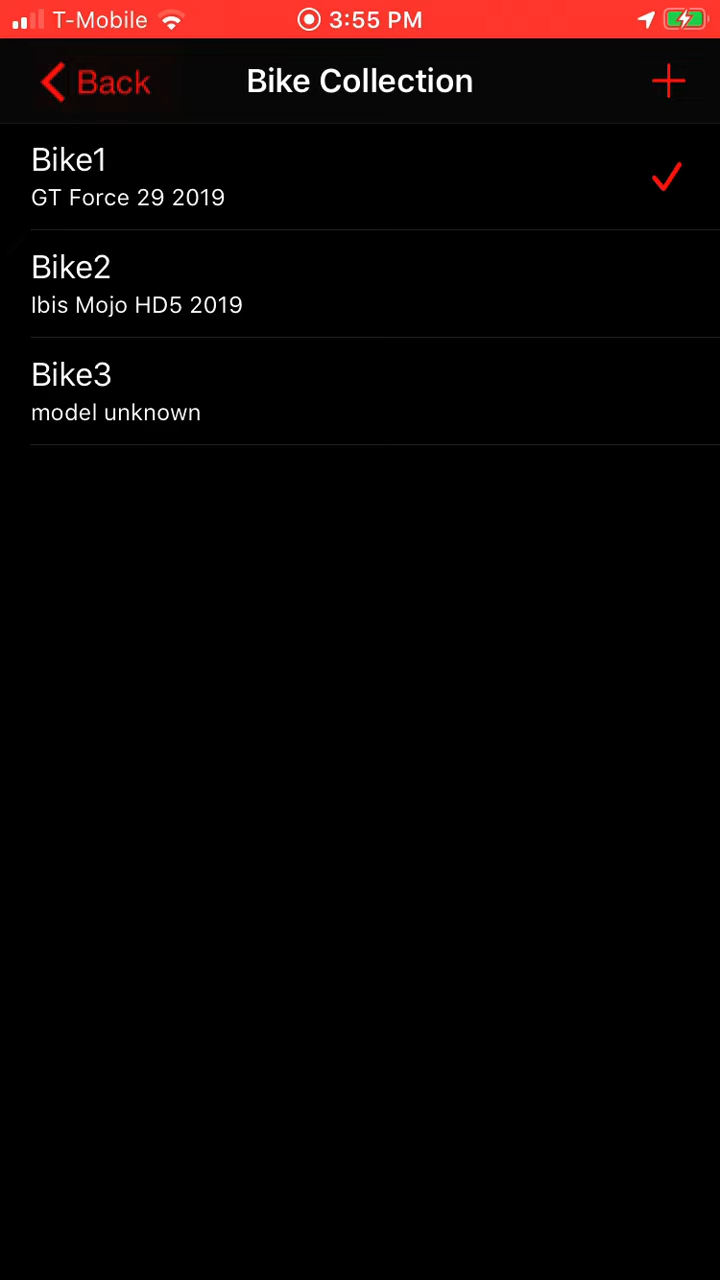 T-Mobile 3:55 PM
Back Bike Collection
Bike1
GT Force 29 2019
Bike2
Ibis Mojo HD5 2019
Bike3
model unknown